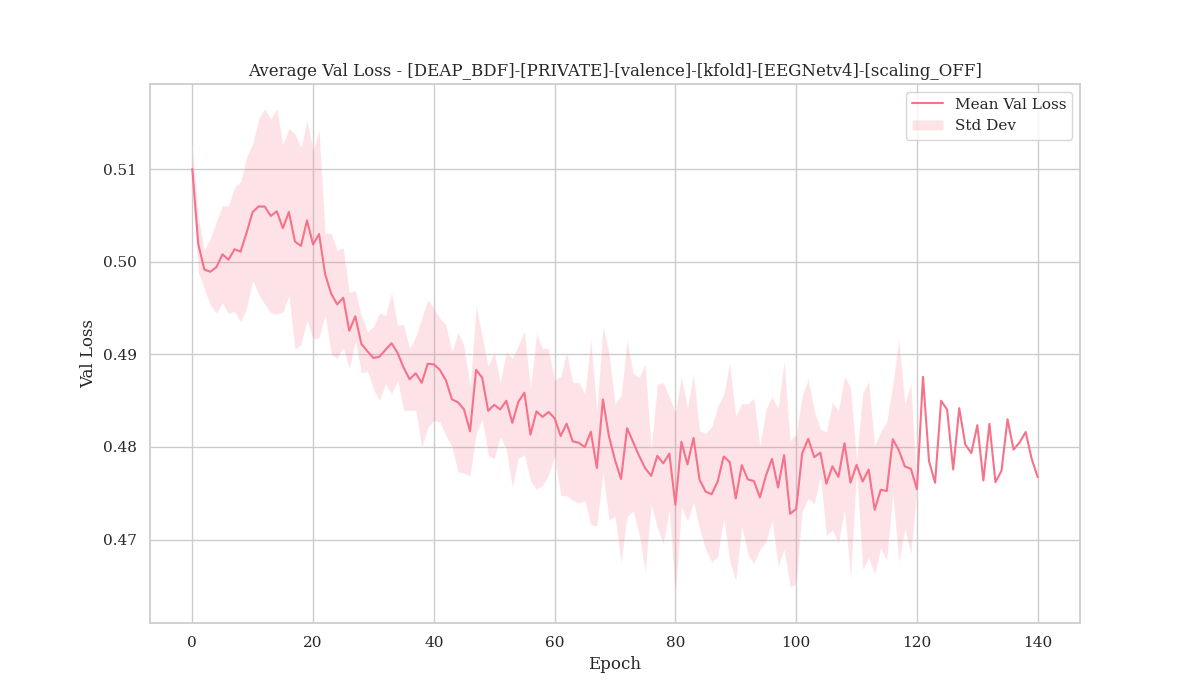 Average Val Loss - [DEAP_BDF]-[PRIVATE]-[valence]-[kfold]-[EEGNetv4]-[scaling_OFF]
Mean Val Loss
Std Dev
0.51
0.50
0.49
0.48
0.47
Val Loss
0 20 40 60 80 100 120 140
Epoch